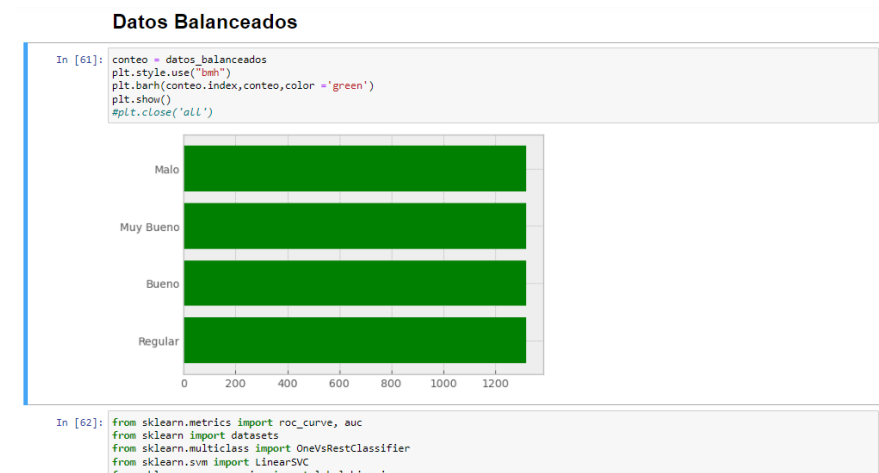 Datos Balanceados
In [61]: conteo = datos_balanceados
plt.style.use("bmh")
plt.barh(conteo.index,conteo,color ='green')
plt.show()
#plt.close('all')
Malo
Muy Bueno
Bueno
Regular
0 200 400 600 800 1000 1200
In [62]: from sklearn.metrics import roc_curve, auc
from sklearn import datasets
from sklearn.multiclass import OneVsRestClassifier
from sklearn.svm import LinearSVC